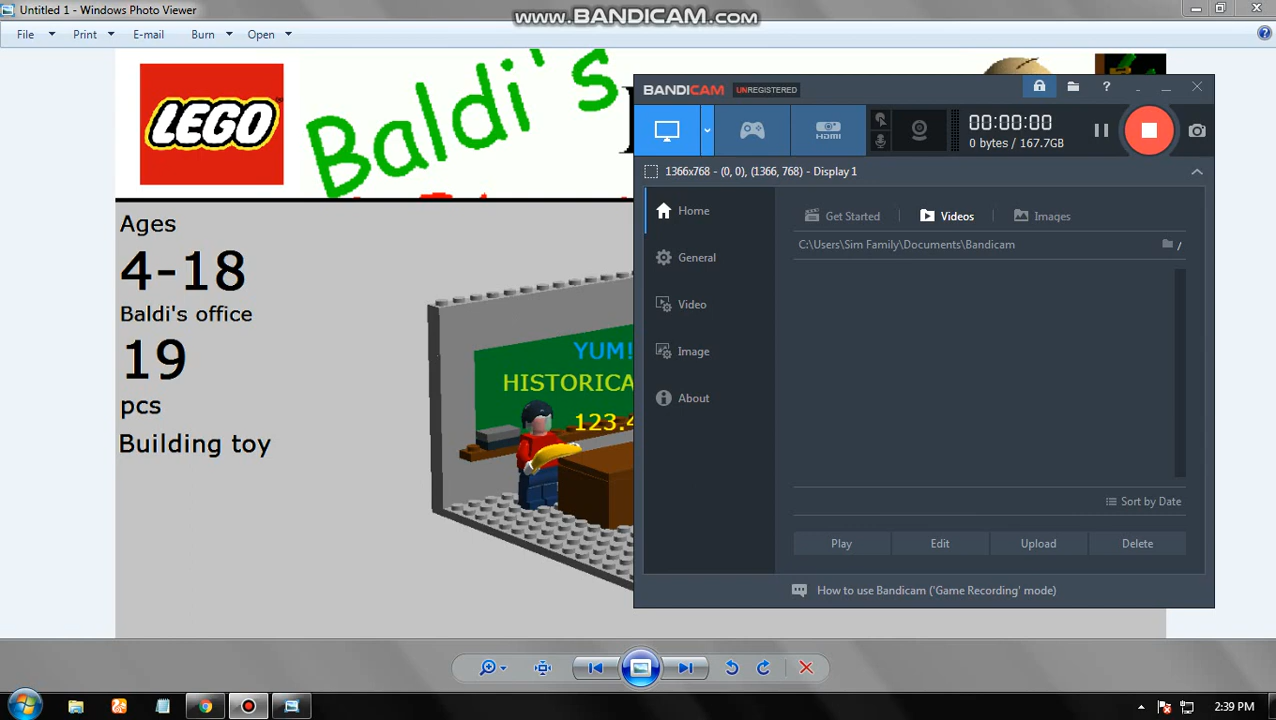 Untitled 1 - Windows Photo Viewer
www.BANDICAM.com
File Print E-mail Burn Open
LEGO
Baldi's
Ages
4-18
Baldi's office
19
pcs
Building toy
YUM!
HISTORICA
123.4
BANDICAM UNREGISTERED
HDMI
00:00:00
0 bytes / 167.7GB
1366x768 - (0, 0), (1366, 768) - Display 1
Home
General
Video
Image
About
Get Started Videos Images
C:\Users\Sim Family\Documents\Bandicam /
Sort by Date
Play Edit Upload Delete
How to use Bandicam ('Game Recording' mode)
2:39 PM